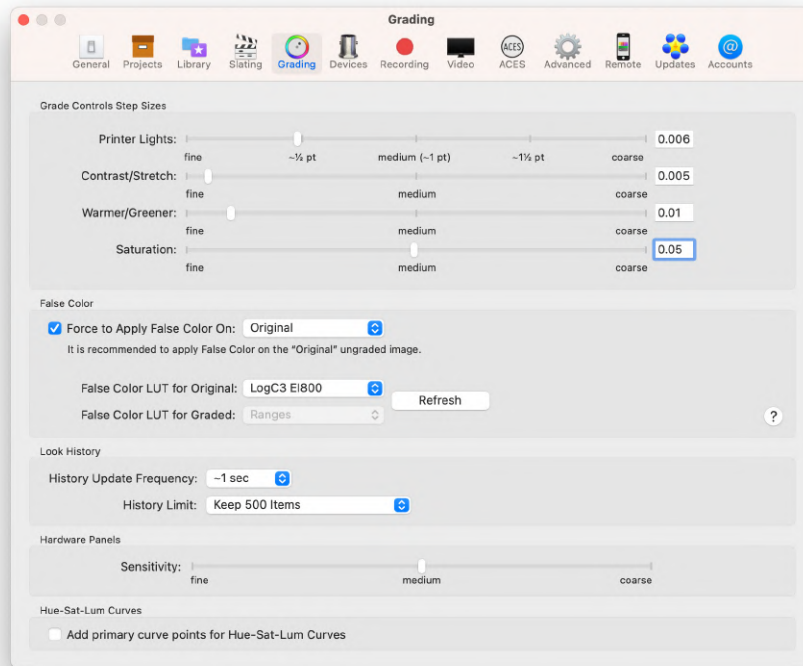 Grading
General Projects Library Slating Grading Devices Recording Video ACES Advanced Remote Updates Accounts
ACES
Grade Controls Step Sizes
Printer Lights: 0.006
fine ~½ pt medium (~1 pt) ~1½ pt coarse
Contrast/Stretch: 0.005
fine medium coarse
Warmer/Greener: 0.01
fine medium coarse
Saturation: 0.05
fine medium coarse
False Color
Force to Apply False Color On: Original
It is recommended to apply False Color on the “Original” ungraded image.
False Color LUT for Original: LogC3 EI800
Refresh
False Color LUT for Graded: Ranges
?
Look History
History Update Frequency: ~1 sec
History Limit: Keep 500 Items
Hardware Panels
Sensitivity:
fine medium coarse
Hue-Sat-Lum Curves
Add primary curve points for Hue-Sat-Lum Curves